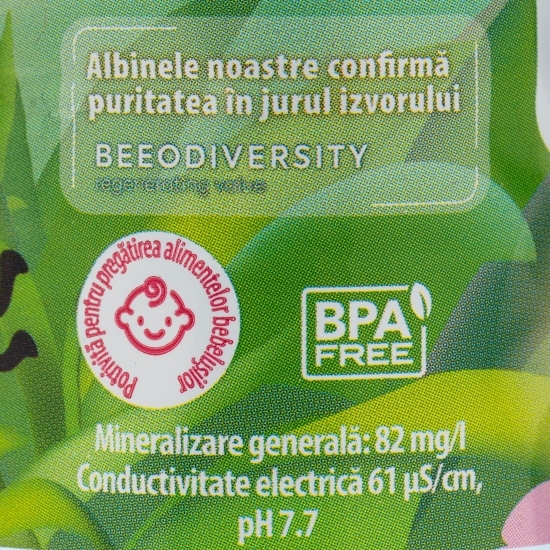 Albinele noastre confirmă
puritatea în jurul izvorului
BEEODIVERSITY
regenerating value
Potrivită pentru pregătirea alimentelor bebelușilor
BPA
FREE
Mineralizare generală: 82 mg/l
Conductivitate electrică 61 µS/cm,
pH 7.7